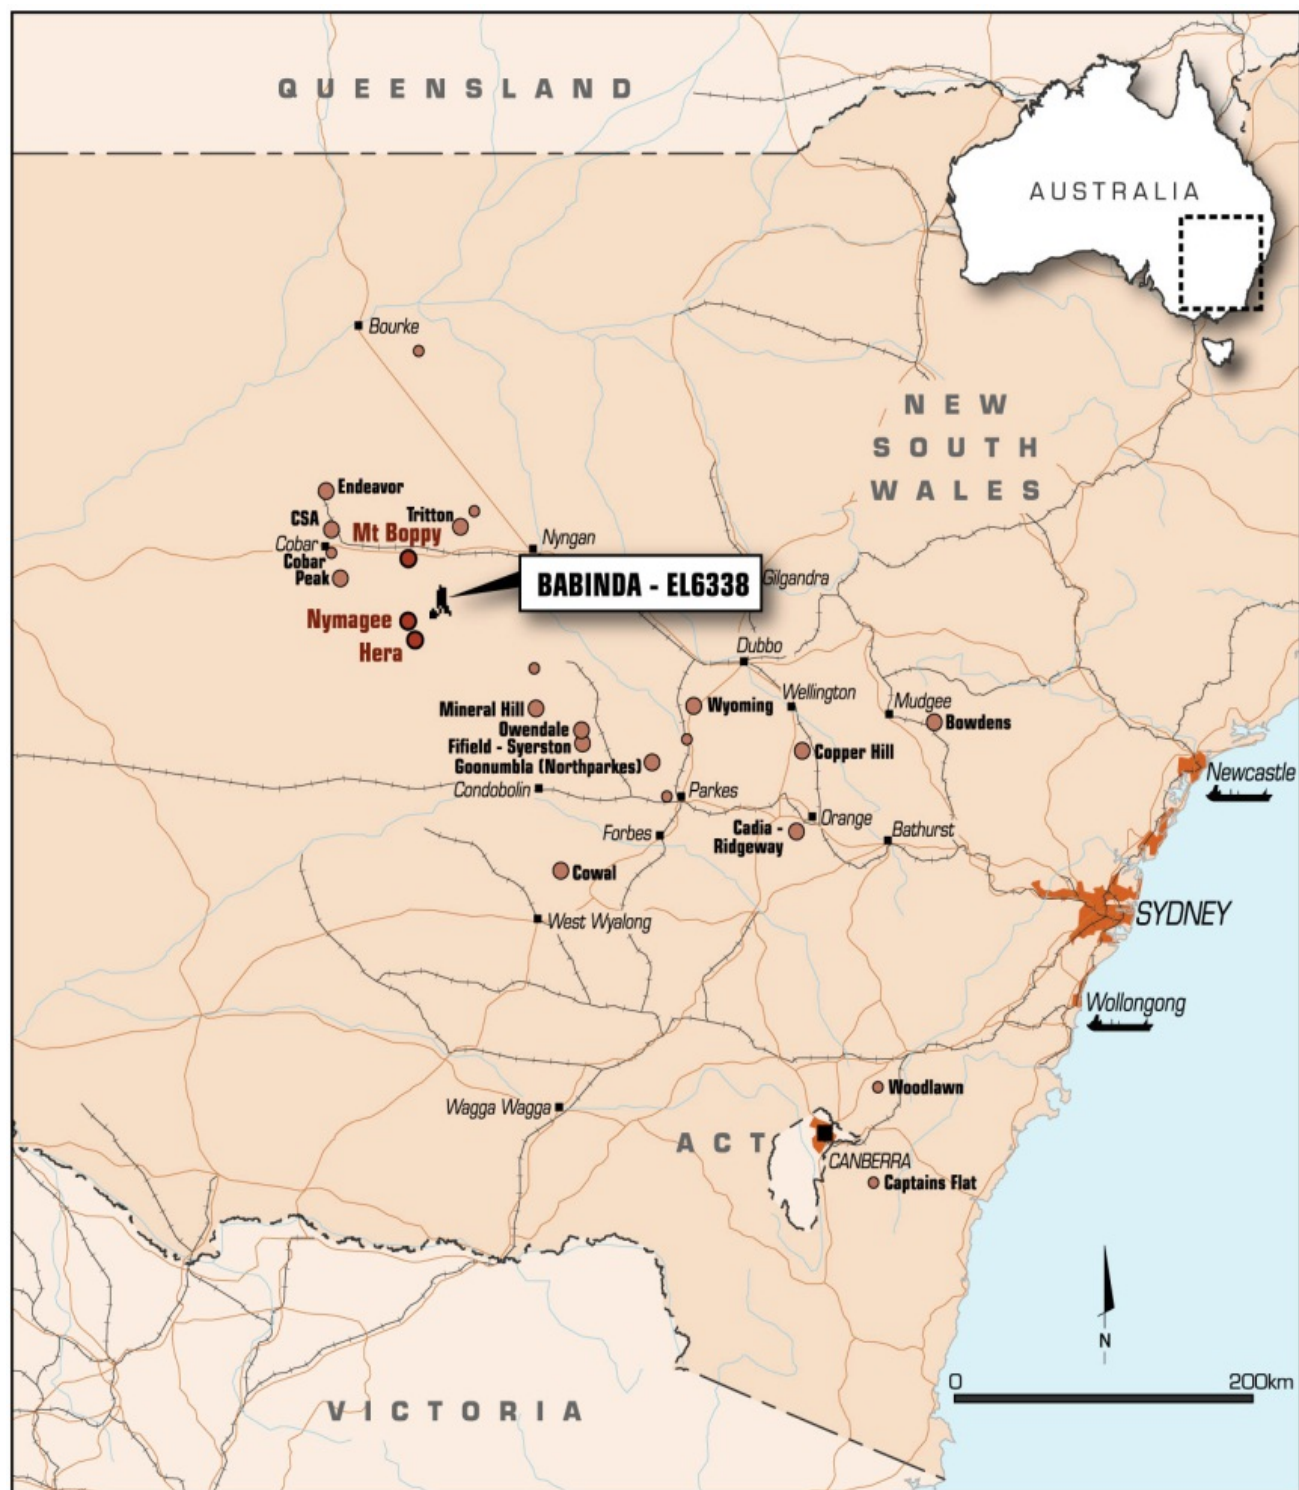 QUEENSLAND
AUSTRALIA
Bourke
NEW
SOUTH
WALES
Endeavor
CSA
Tritton
Mt Boppy
Cobar
Nyngan
Cobar
Peak
BABINDA - EL6338
Gilgandra
Nymagee
Hera
Dubbo
Mineral Hill
Wyoming
Wellington
Mudgee
Bowdens
Owendale
Fifield - Syerston
Goonumbla (Northparkes)
Copper Hill
Newcastle
Condobolin
Parkes
Forbes
Cadia -
Ridgeway
Orange
Bathurst
Cowal
West Wyalong
SYDNEY
Wollongong
Woodlawn
Wagga Wagga
ACT
CANBERRA
Captains Flat
N
0
200km
VICTORIA